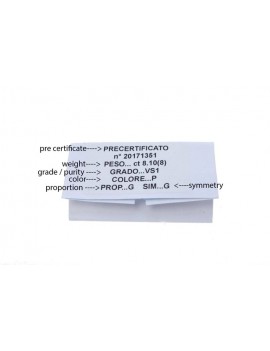 pre certificate----> PRECERTIFICATO
n° 20171351
weight----> PESO... ct 8.10(8)
grade / purity ----> GRADO...VS1
color----> COLORE...P
proportion ----> PROP...G SIM...G <----symmetry